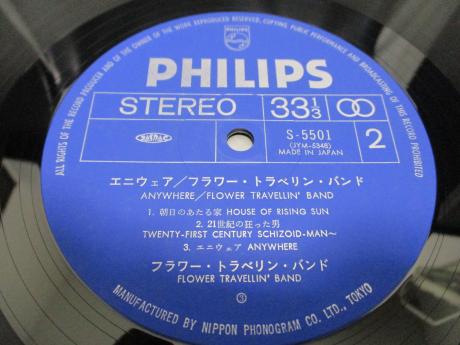 ALL RIGHTS OF THE RECORD PRODUCER AND OF THE OWNER OF THE WORK REPRODUCED RESERVED. COPYING, PUBLIC PERFORMANCE AND BROADCASTING OF THIS RECORD PROHIBITED
PHILIPS
PHILIPS
STEREO
33 1/3
S-5501
(JYM-5346)
MADE IN JAPAN
2
エニウェア／フラワー・トラベリン・バンド
ANYWHERE/FLOWER TRAVELLIN' BAND
1. 朝日のあたる家 HOUSE OF RISING SUN
2. 21世紀の狂った男
TWENTY-FIRST CENTURY SCHIZOID-MAN〜
3. エニウェア ANYWHERE
フラワー・トラベリン・バンド
FLOWER TRAVELLIN' BAND
③
MANUFACTURED BY NIPPON PHONOGRAM CO. LTD., TOKYO